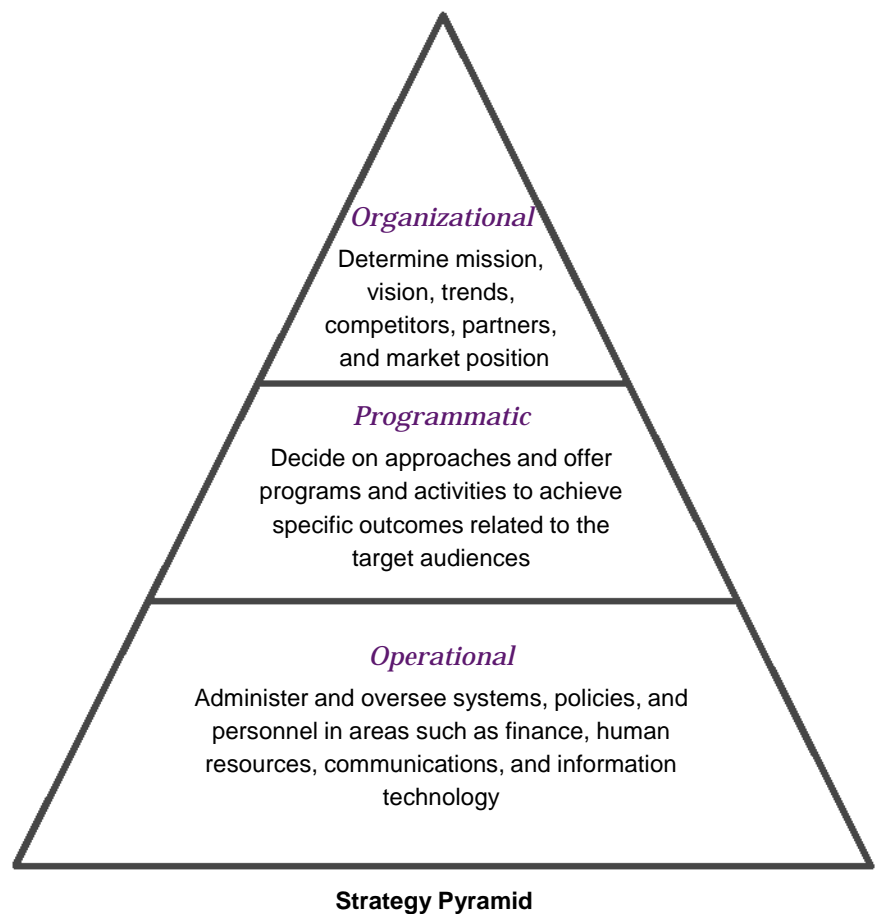 Organizational
Determine mission,
vision, trends,
competitors, partners,
and market position
Programmatic
Decide on approaches and offer
programs and activities to achieve
specific outcomes related to the
target audiences
Operational
Administer and oversee systems, policies, and
personnel in areas such as finance, human
resources, communications, and information
technology
Strategy Pyramid